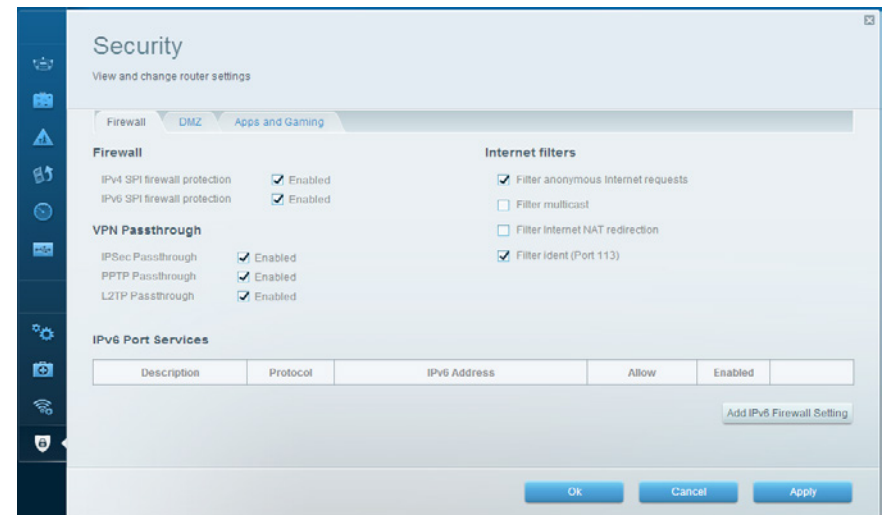 Security
View and change router settings
Firewall DMZ Apps and Gaming
Firewall
IPv4 SPI firewall protection Enabled
IPv6 SPI firewall protection Enabled
VPN Passthrough
IPSec Passthrough Enabled
PPTP Passthrough Enabled
L2TP Passthrough Enabled
Internet filters
Filter anonymous Internet requests
Filter multicast
Filter Internet NAT redirection
Filter ident (Port 113)
IPv6 Port Services
Description Protocol IPv6 Address Allow Enabled
Add IPv6 Firewall Setting
Ok Cancel Apply